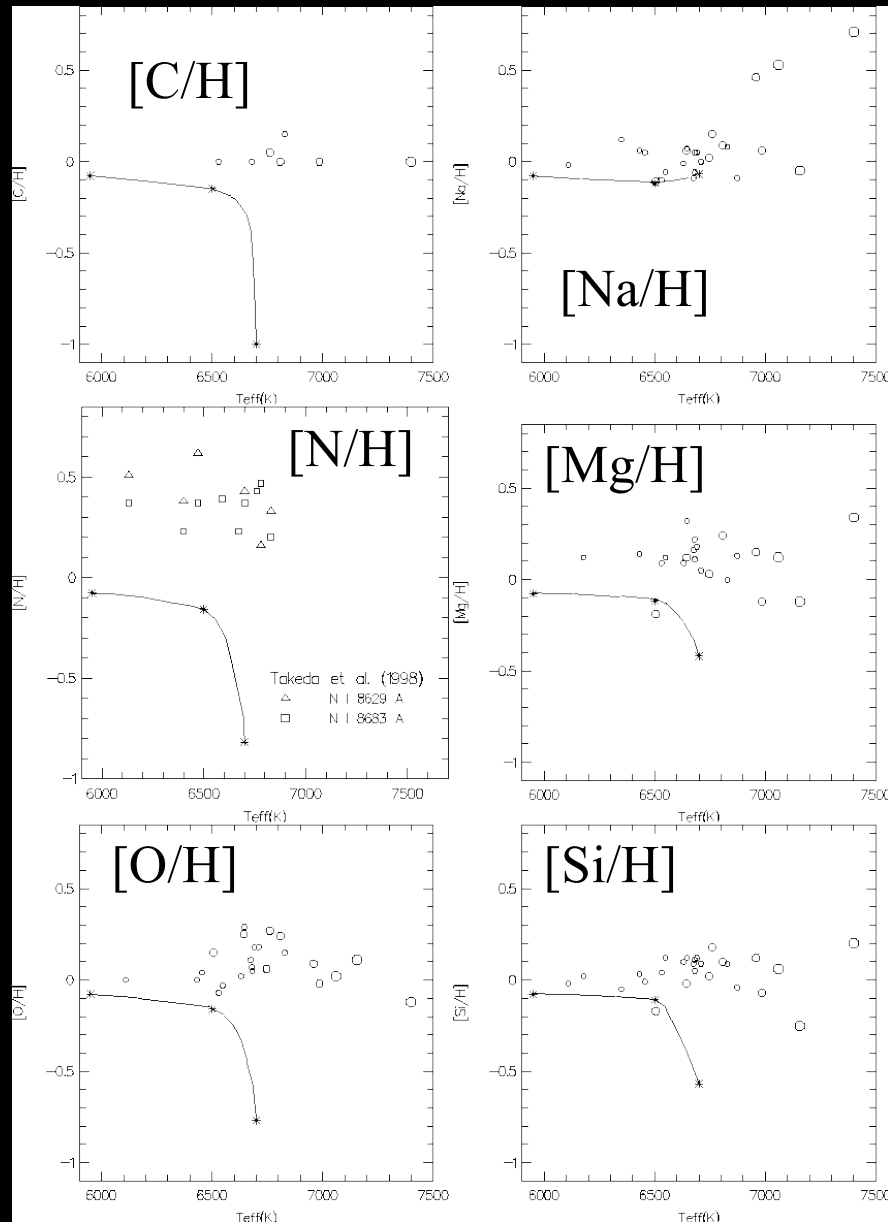 [C/H]
0.5
0
−0.5
−1
[C/H]
6000 6500 7000 7500
Teff(K)
[Na/H]
0.5
0
−0.5
−1
[Na/H]
6000 6500 7000 7500
Teff(K)
[N/H]
0.5
0
−0.5
−1
[N/H]
Takeda et al. (1998)
N I 8629 A
N I 8683 A
6000 6500 7000 7500
Teff(K)
[Mg/H]
0.5
0
−0.5
−1
[Mg/H]
6000 6500 7000 7500
Teff(K)
[O/H]
0.5
0
−0.5
−1
[O/H]
6000 6500 7000 7500
Teff(K)
[Si/H]
0.5
0
−0.5
−1
[Si/H]
6000 6500 7000 7500
Teff(K)